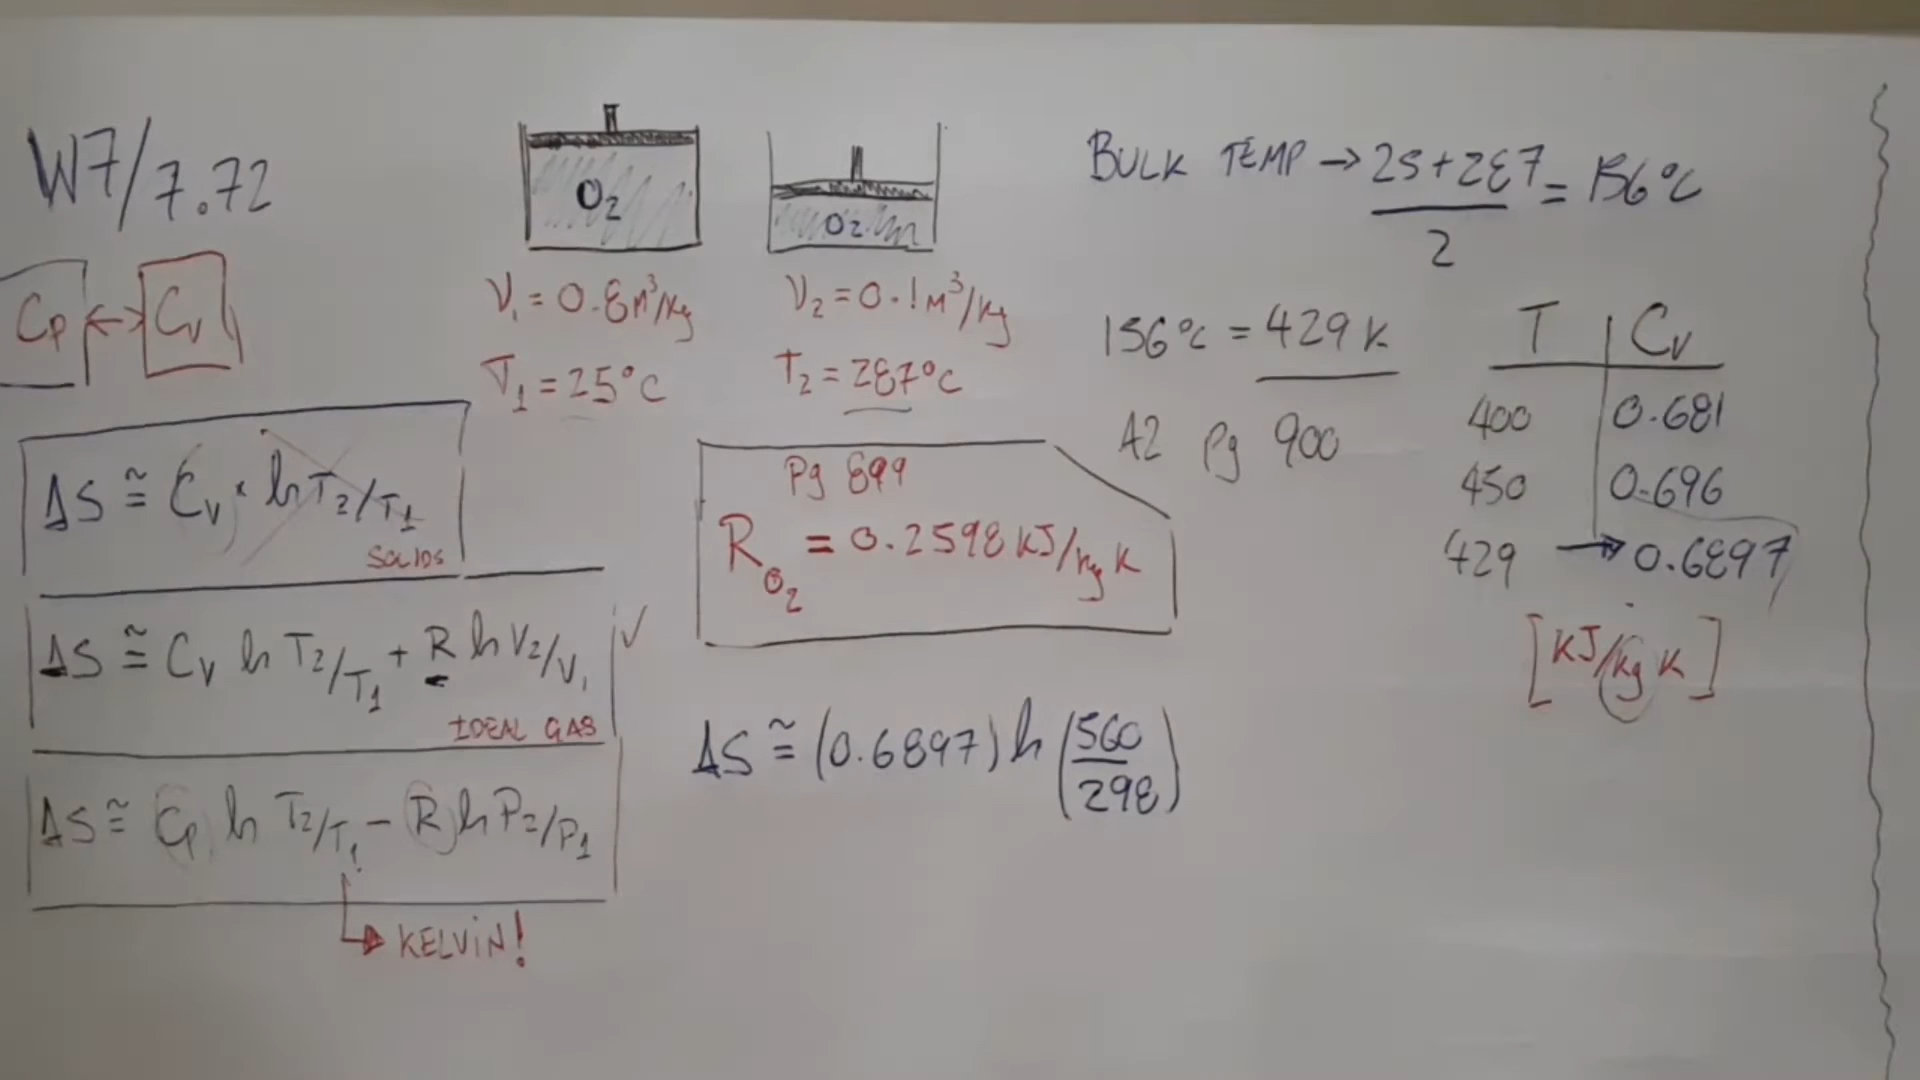 W7/7.72
Cp ↔ Cv
ΔS ≅ Cv × ln T2/T1
SOLIDS
ΔS ≅ Cv ln T2/T1 + R ln V2/V1 ✓
IDEAL GAS
ΔS ≅ Cp ln T2/T1 - R ln P2/P1
KELVIN!
O2
V1 = 0.8 m³/kg
T1 = 25°C
O2
V2 = 0.1 m³/kg
T2 = 287°C
Pg 899
R O2 = 0.2598 KJ/kg K
ΔS ≅ (0.6897) ln (560/298)
BULK TEMP → 25+287/2 = 156°C
156°C = 429 K
A2 Pg 900
T | Cv
400 0.681
450 0.696
429 → 0.6897
[KJ/kg K]